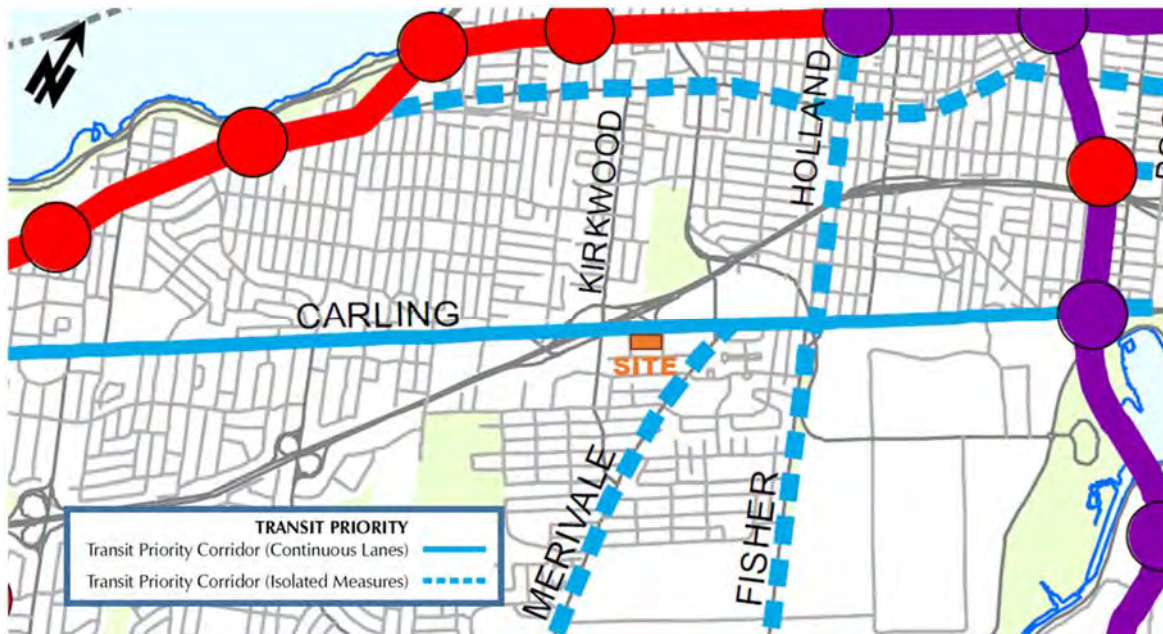 N
HOLLAND
KIRKWOOD
CARLING
SITE
MERIVALE
FISHER
TRANSIT PRIORITY
Transit Priority Corridor (Continuous Lanes)
Transit Priority Corridor (Isolated Measures)